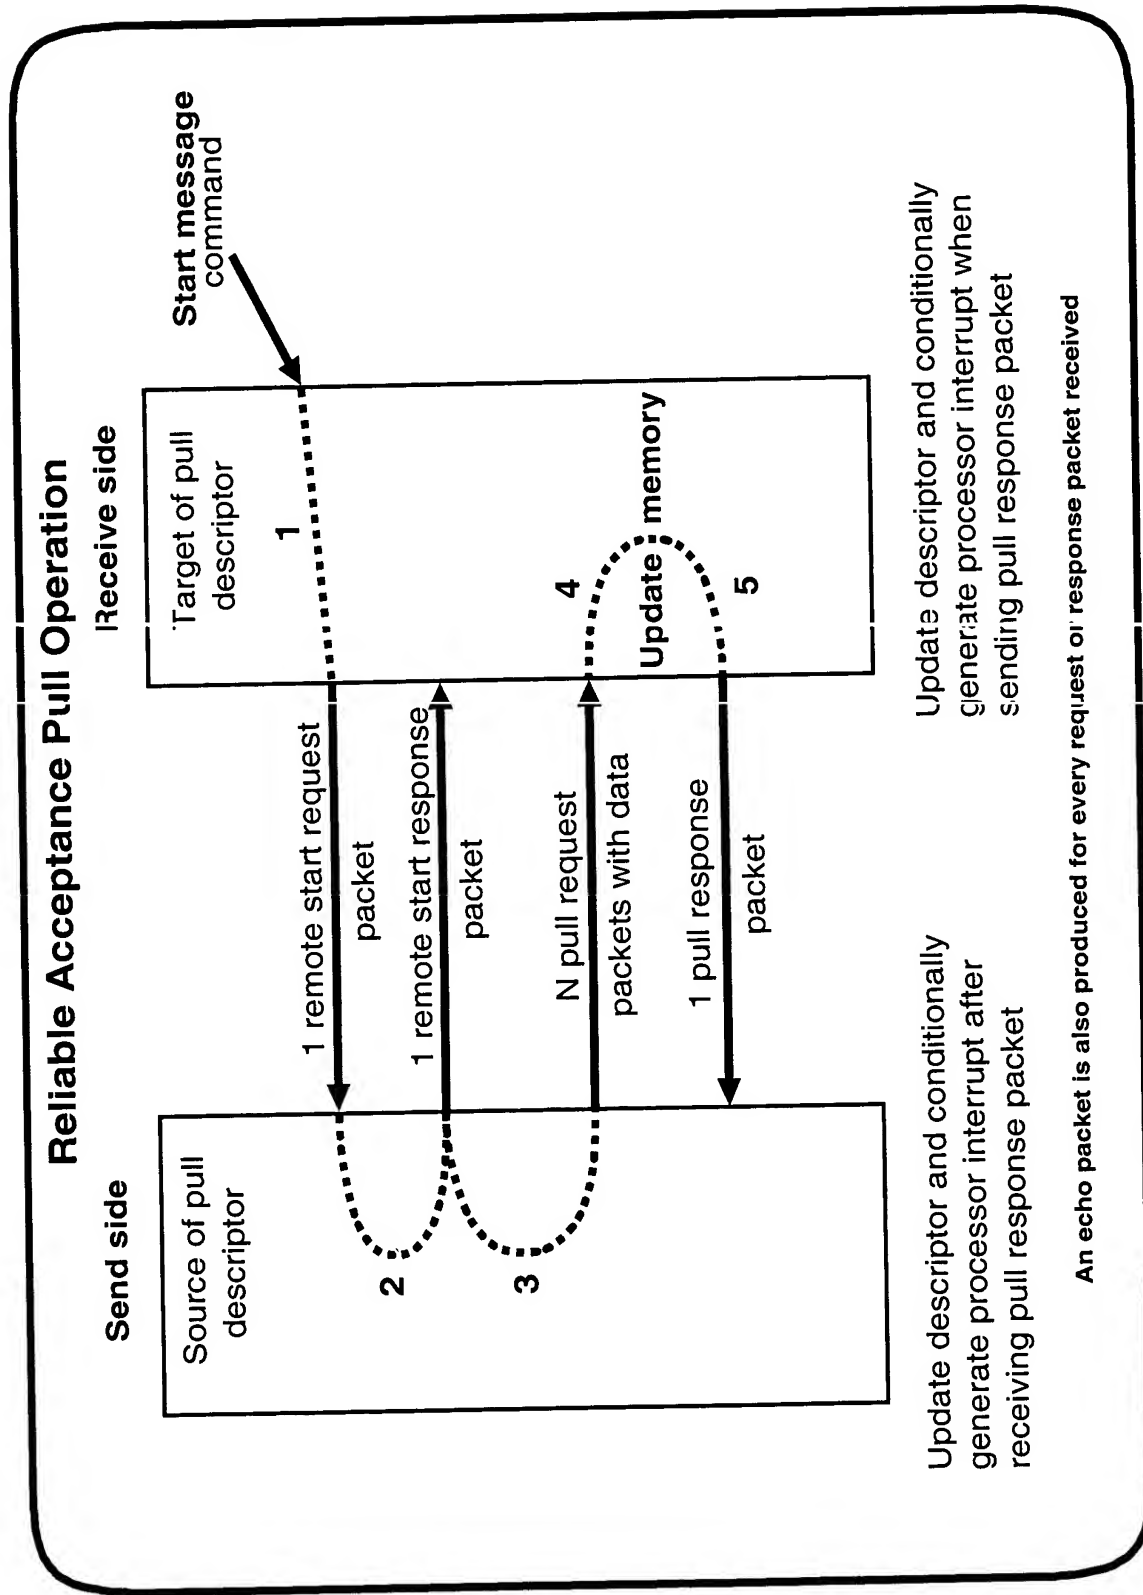 Reliable Acceptance Pull Operation
Send side
Receive side
Source of pull
descriptor
Target of pull
descriptor
Start message
command
1
1 remote start request
packet
2
1 remote start response
packet
3
N pull request
packets with data
4
Update memory
5
1 pull response
packet
Update descriptor and conditionally
generate processor interrupt after
receiving pull response packet
Update descriptor and conditionally
generate processor interrupt when
sending pull response packet
An echo packet is also produced for every request or response packet received